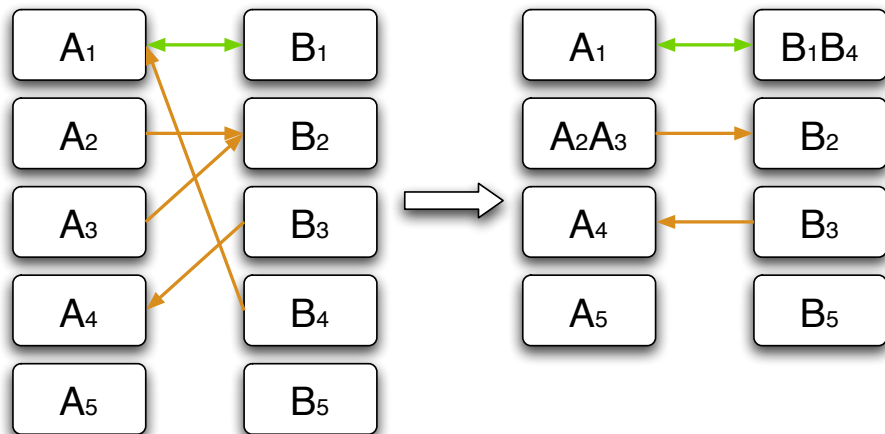 A1 B1
A2 B2
A3 B3
A4 B4
A5 B5
A1 B1B4
A2A3 B2
A4 B3
A5 B5